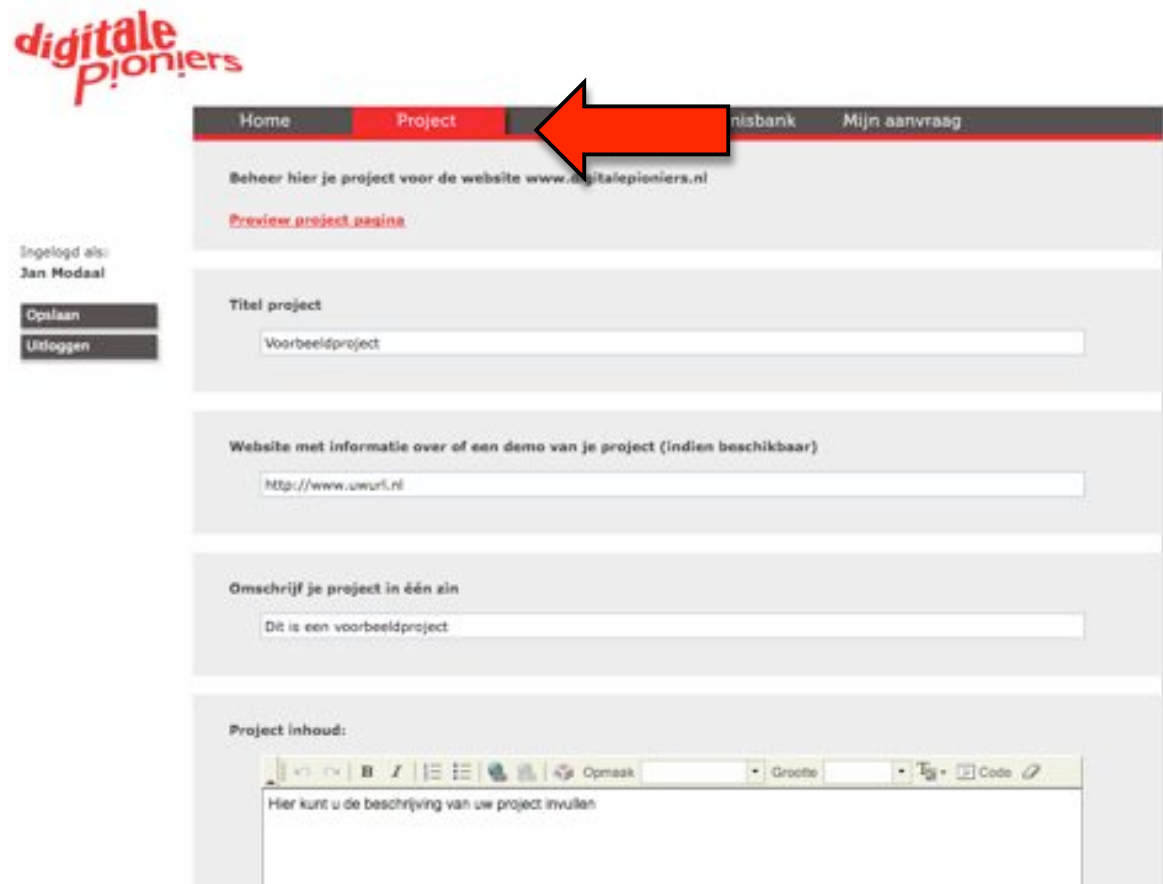 digitale
pioniers
Home Project nisbank Mijn aanvraag
Beheer hier je project voor de website www.digitalepioniers.nl
Preview project pagina
Ingelogd als:
Jan Modaal
Opslaan
Uitloggen
Titel project
Voorbeeldproject
Website met informatie over of een demo van je project (indien beschikbaar)
http://www.uwurl.nl
Omschrijf je project in één zin
Dit is een voorbeeldproject
Project inhoud:
B I Opmaak Grootte Code
Hier kunt u de beschrijving van uw project invullen